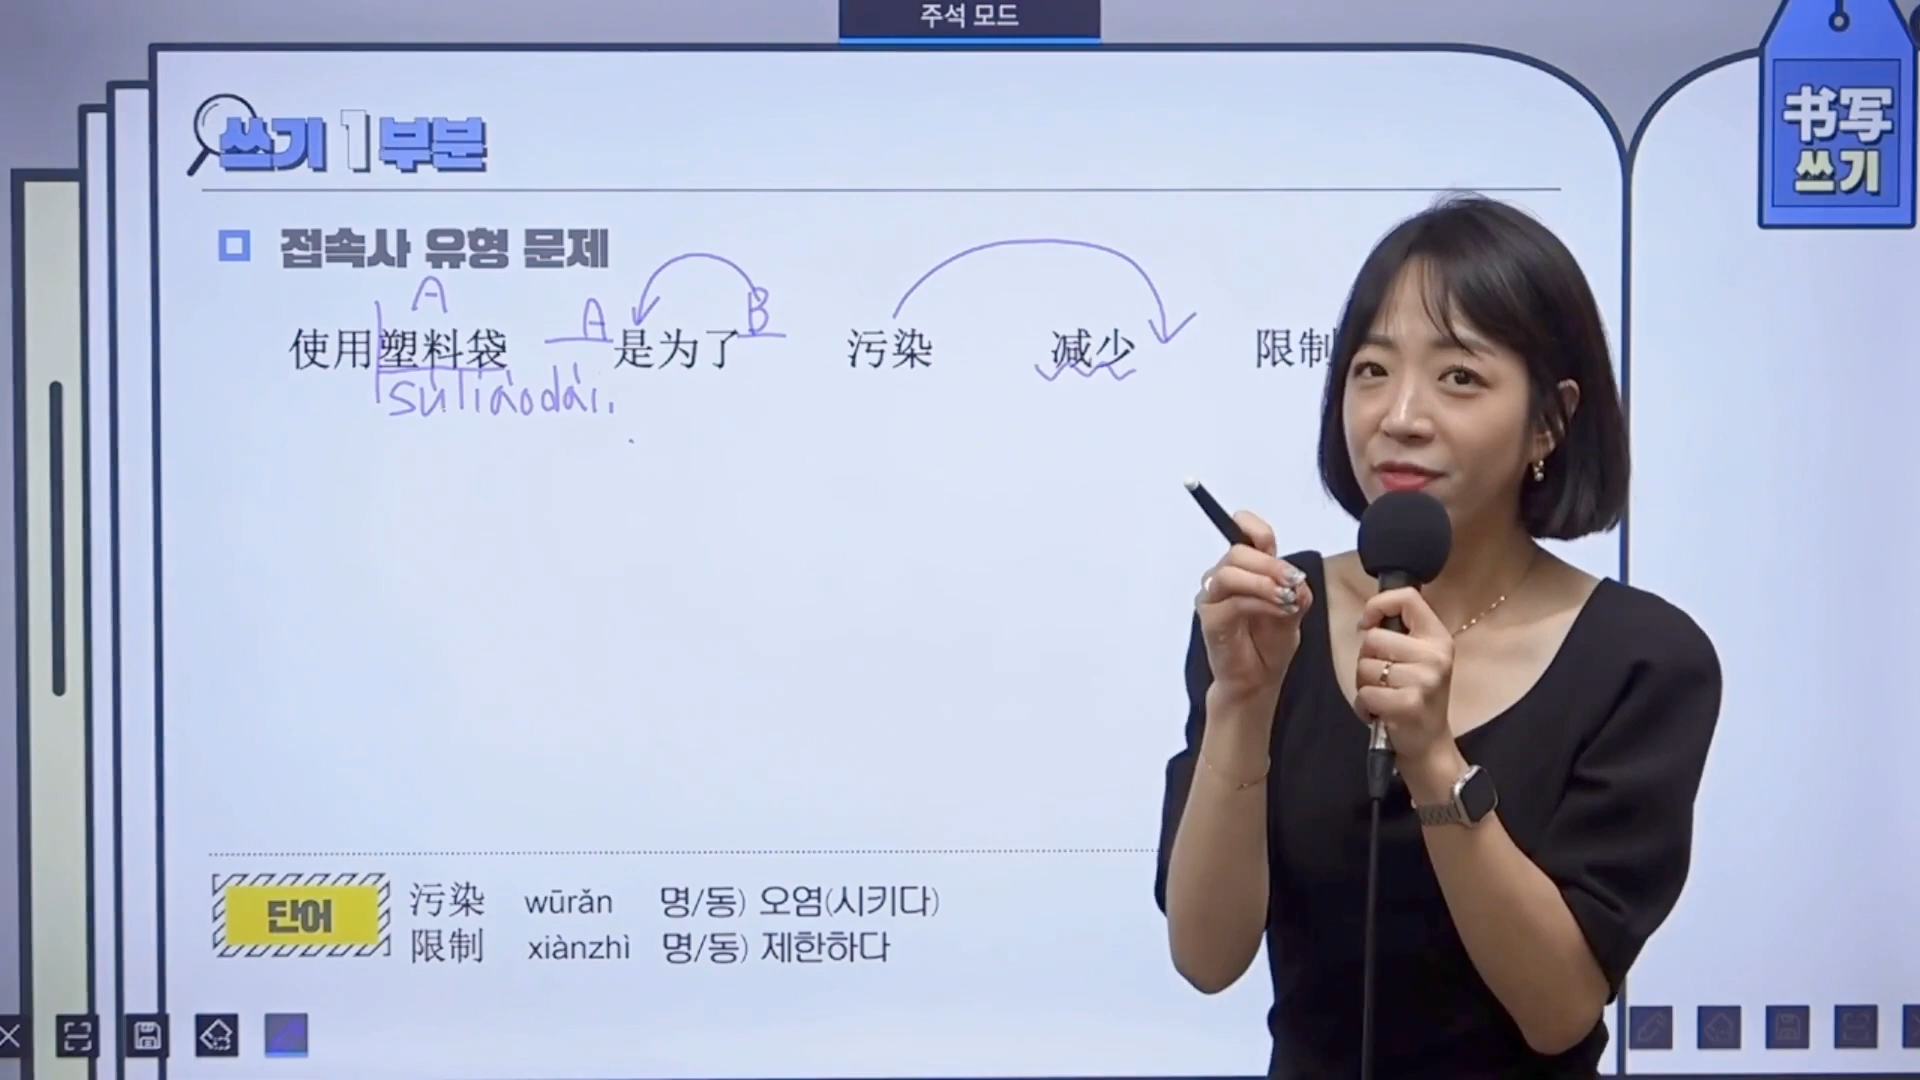 주석 모드
书写
쓰기
쓰기 1 부분
접속사 유형 문제
A A B
使用塑料袋 是为了 污染 减少 限制
sùliàodài.
단어
污染 wūrǎn 명/동) 오염(시키다)
限制 xiànzhì 명/동) 제한하다